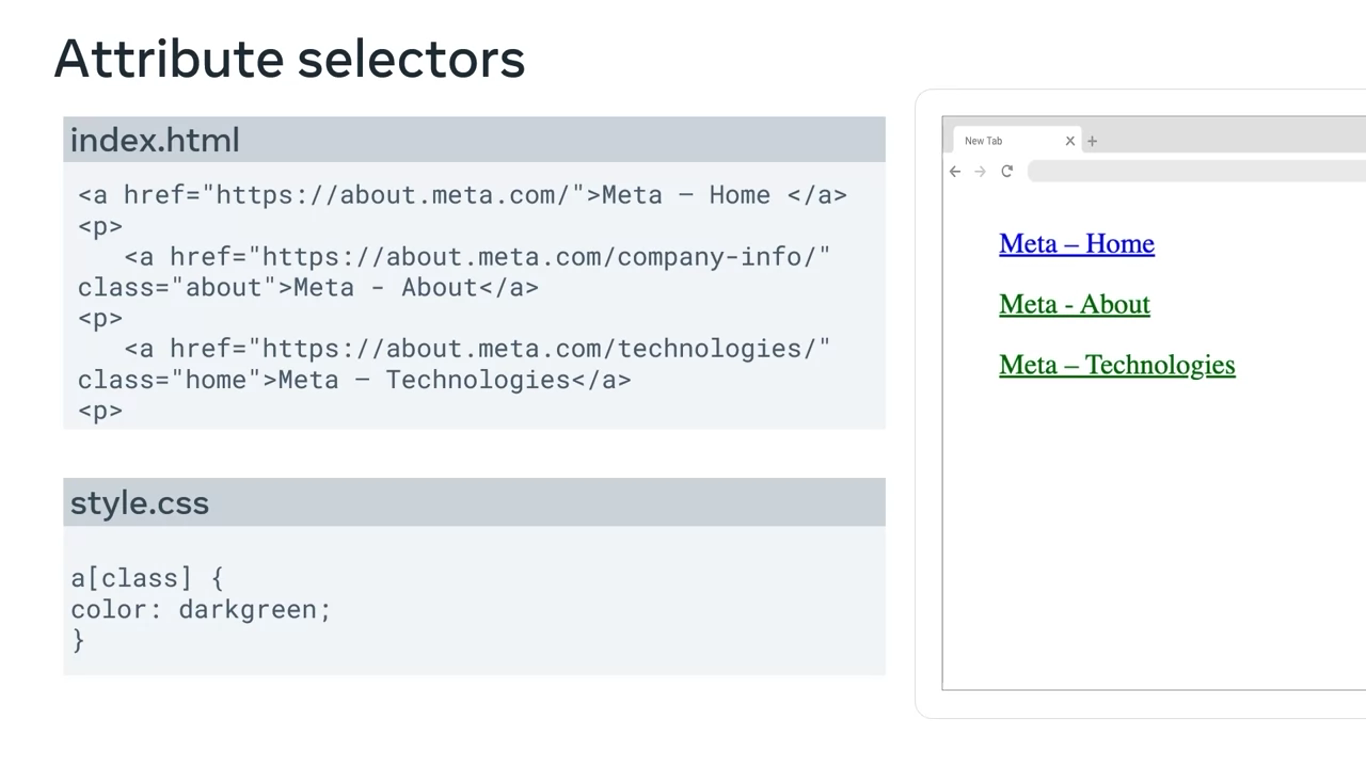 Attribute selectors
index.html
<a href="https://about.meta.com/">Meta – Home </a>
<p>
<a href="https://about.meta.com/company-info/"
class="about">Meta - About</a>
<p>
<a href="https://about.meta.com/technologies/"
class="home">Meta – Technologies</a>
<p>
style.css
a[class] {
color: darkgreen;
}
New Tab
Meta – Home
Meta - About
Meta – Technologies